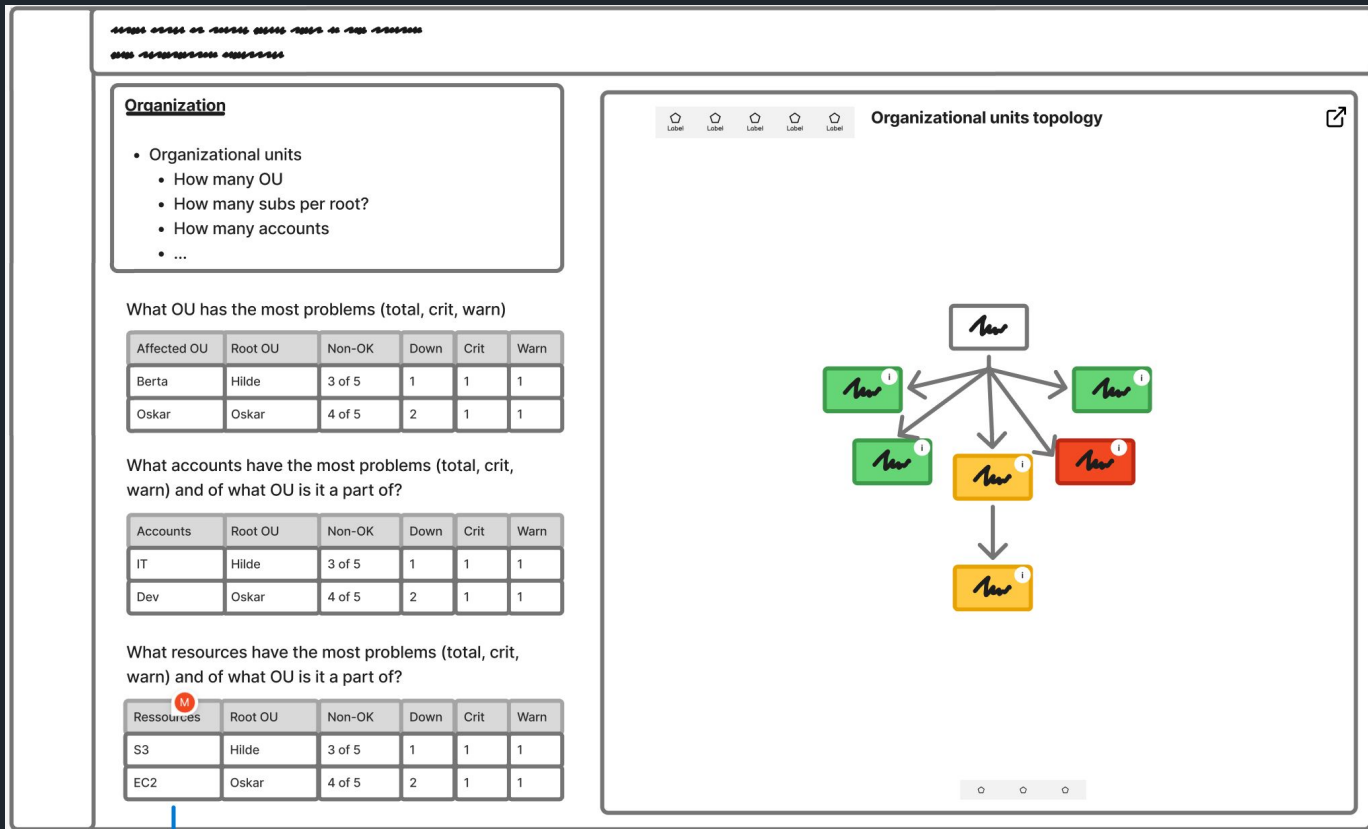 Organization
• Organizational units
• How many OU
• How many subs per root?
• How many accounts
• ...
What OU has the most problems (total, crit, warn)
Affected OU Root OU Non-OK Down Crit Warn
Berta Hilde 3 of 5 1 1 1
Oskar Oskar 4 of 5 2 1 1
What accounts have the most problems (total, crit,
warn) and of what OU is it a part of?
Accounts Root OU Non-OK Down Crit Warn
IT Hilde 3 of 5 1 1 1
Dev Oskar 4 of 5 2 1 1
What resources have the most problems (total, crit,
warn) and of what OU is it a part of?
M
Ressources Root OU Non-OK Down Crit Warn
S3 Hilde 3 of 5 1 1 1
EC2 Oskar 4 of 5 2 1 1
Label Label Label Label Label
Organizational units topology
i i
i i i
i